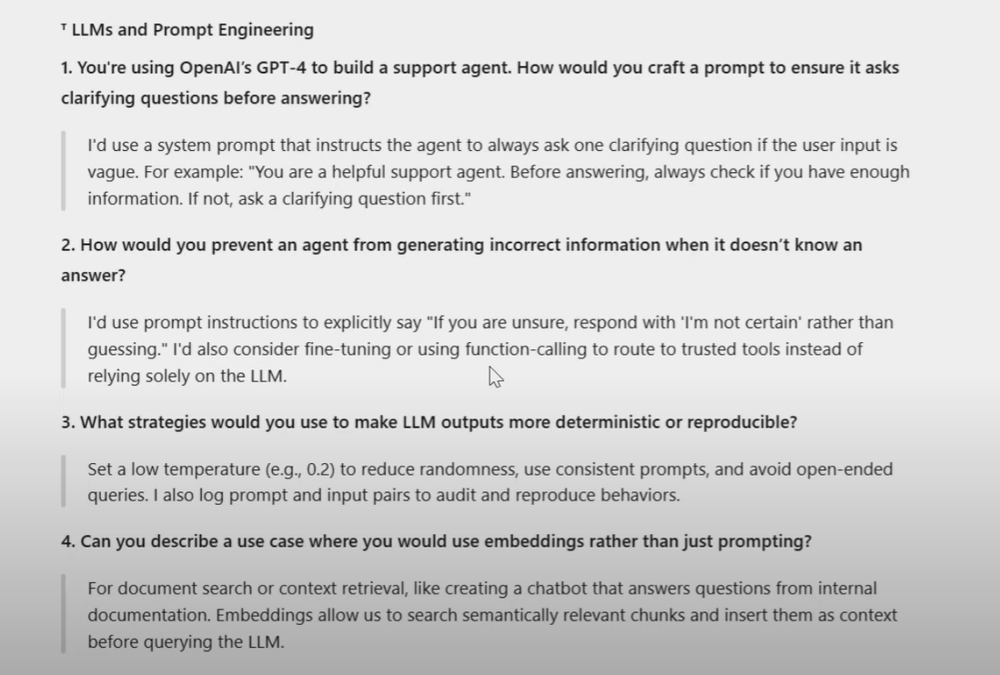 ᵀ LLMs and Prompt Engineering
1. You're using OpenAI's GPT-4 to build a support agent. How would you craft a prompt to ensure it asks
clarifying questions before answering?
I'd use a system prompt that instructs the agent to always ask one clarifying question if the user input is
vague. For example: "You are a helpful support agent. Before answering, always check if you have enough
information. If not, ask a clarifying question first."
2. How would you prevent an agent from generating incorrect information when it doesn't know an
answer?
I'd use prompt instructions to explicitly say "If you are unsure, respond with 'I'm not certain' rather than
guessing." I'd also consider fine-tuning or using function-calling to route to trusted tools instead of
relying solely on the LLM.
3. What strategies would you use to make LLM outputs more deterministic or reproducible?
Set a low temperature (e.g., 0.2) to reduce randomness, use consistent prompts, and avoid open-ended
queries. I also log prompt and input pairs to audit and reproduce behaviors.
4. Can you describe a use case where you would use embeddings rather than just prompting?
For document search or context retrieval, like creating a chatbot that answers questions from internal
documentation. Embeddings allow us to search semantically relevant chunks and insert them as context
before querying the LLM.